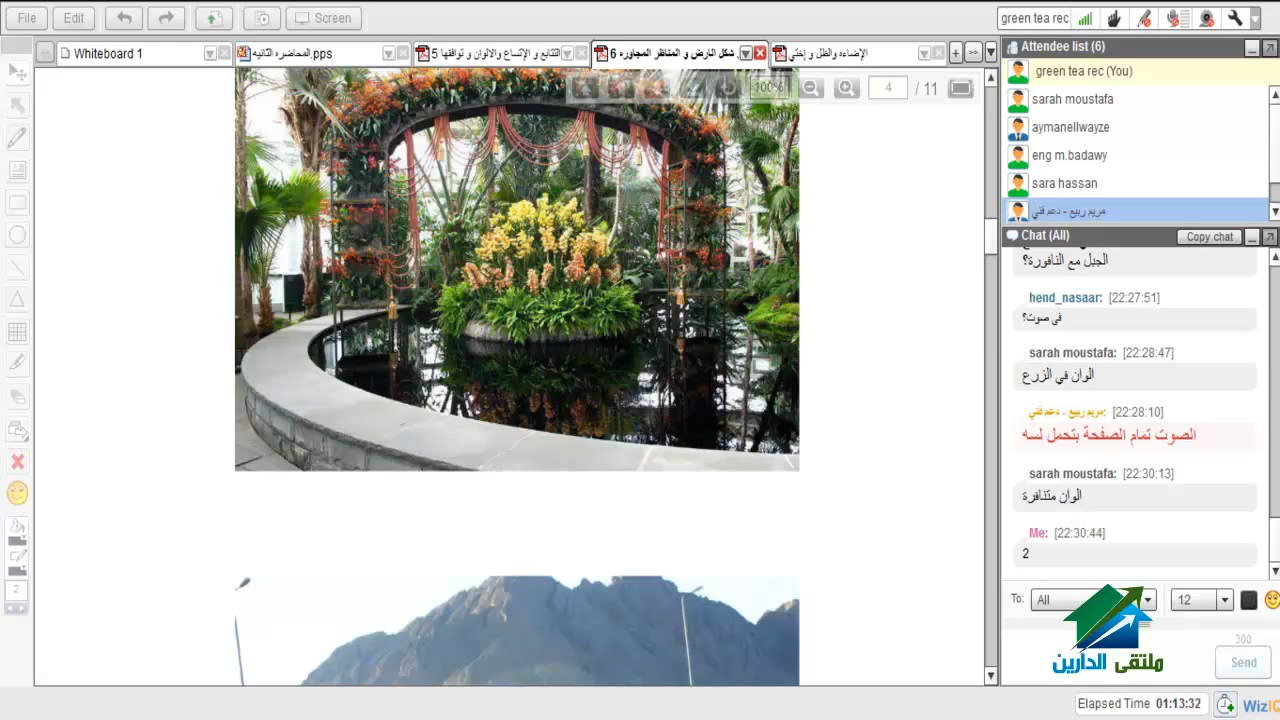 File
Edit
Screen
green tea rec
Whiteboard 1
المحاضره الثانيه.pps
5 التتابع و الإتساع والالوان و توافقها
6 شكل الارض و المناظر المجاوره
الإضاءه والظل و إختي
100%
4 / 11
Attendee list (6)
green tea rec (You)
sarah moustafa
aymanellwayze
eng m.badawy
sara hassan
مريم ربيع - دعم فني
Chat (All)
Copy chat
الجبل مع النافورة؟
hend_nasaar: [22:27:51]
فى صوت؟
sarah moustafa: [22:28:47]
الوان في الزرع
مريم ربيع - دعم فني: [22:28:10]
الصوت تمام الصفحة بتحمل لسه
sarah moustafa: [22:30:13]
الوان متنافرة
Me: [22:30:44]
2
To: All
12
2
ملتقى الدارين
300
Send
Elapsed Time 01:13:32
WizIQ